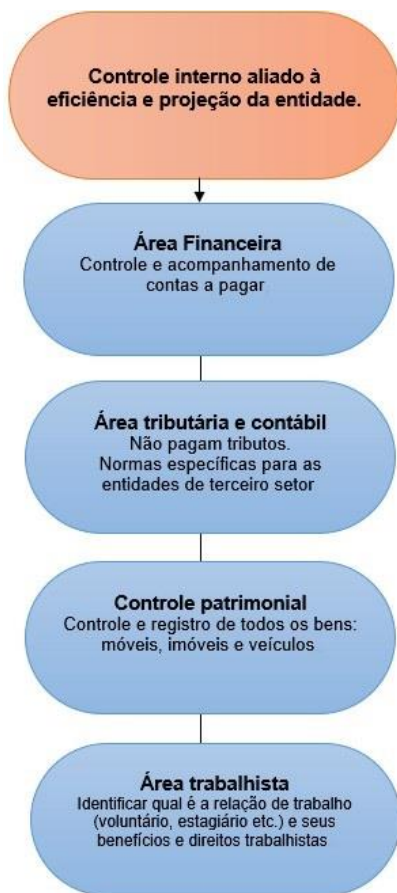 Controle interno aliado à
eficiência e projeção da entidade.
Área Financeira
Controle e acompanhamento de
contas a pagar
Área tributária e contábil
Não pagam tributos.
Normas específicas para as
entidades de terceiro setor
Controle patrimonial
Controle e registro de todos os bens:
móveis, imóveis e veículos
Área trabalhista
Identificar qual é a relação de trabalho
(voluntário, estagiário etc.) e seus
benefícios e direitos trabalhistas